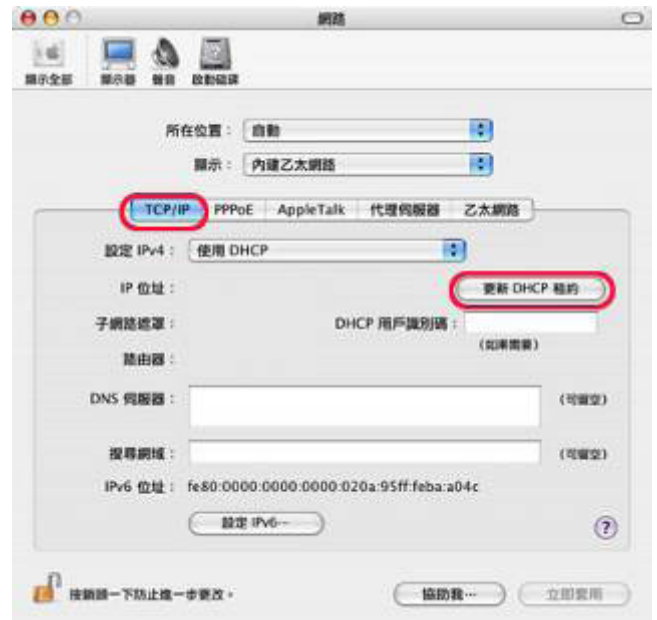 網路
顯示全部 顯示器 聲音 啟動磁碟
所在位置： 自動
顯示： 內建乙太網路
TCP/IP PPPoE AppleTalk 代理伺服器 乙太網路
設定 IPv4： 使用 DHCP
IP 位址： 更新 DHCP 租約
子網路遮罩： DHCP 用戶識別碼：
（如果需要）
路由器：
DNS 伺服器： （可留空）
搜尋網域： （可留空）
IPv6 位址： fe80:0000:0000:0000:020a:95ff:feba:a04c
設定 IPv6⋯ ?
按鎖頭一下防止進一步更改。 協助我⋯ 立即套用